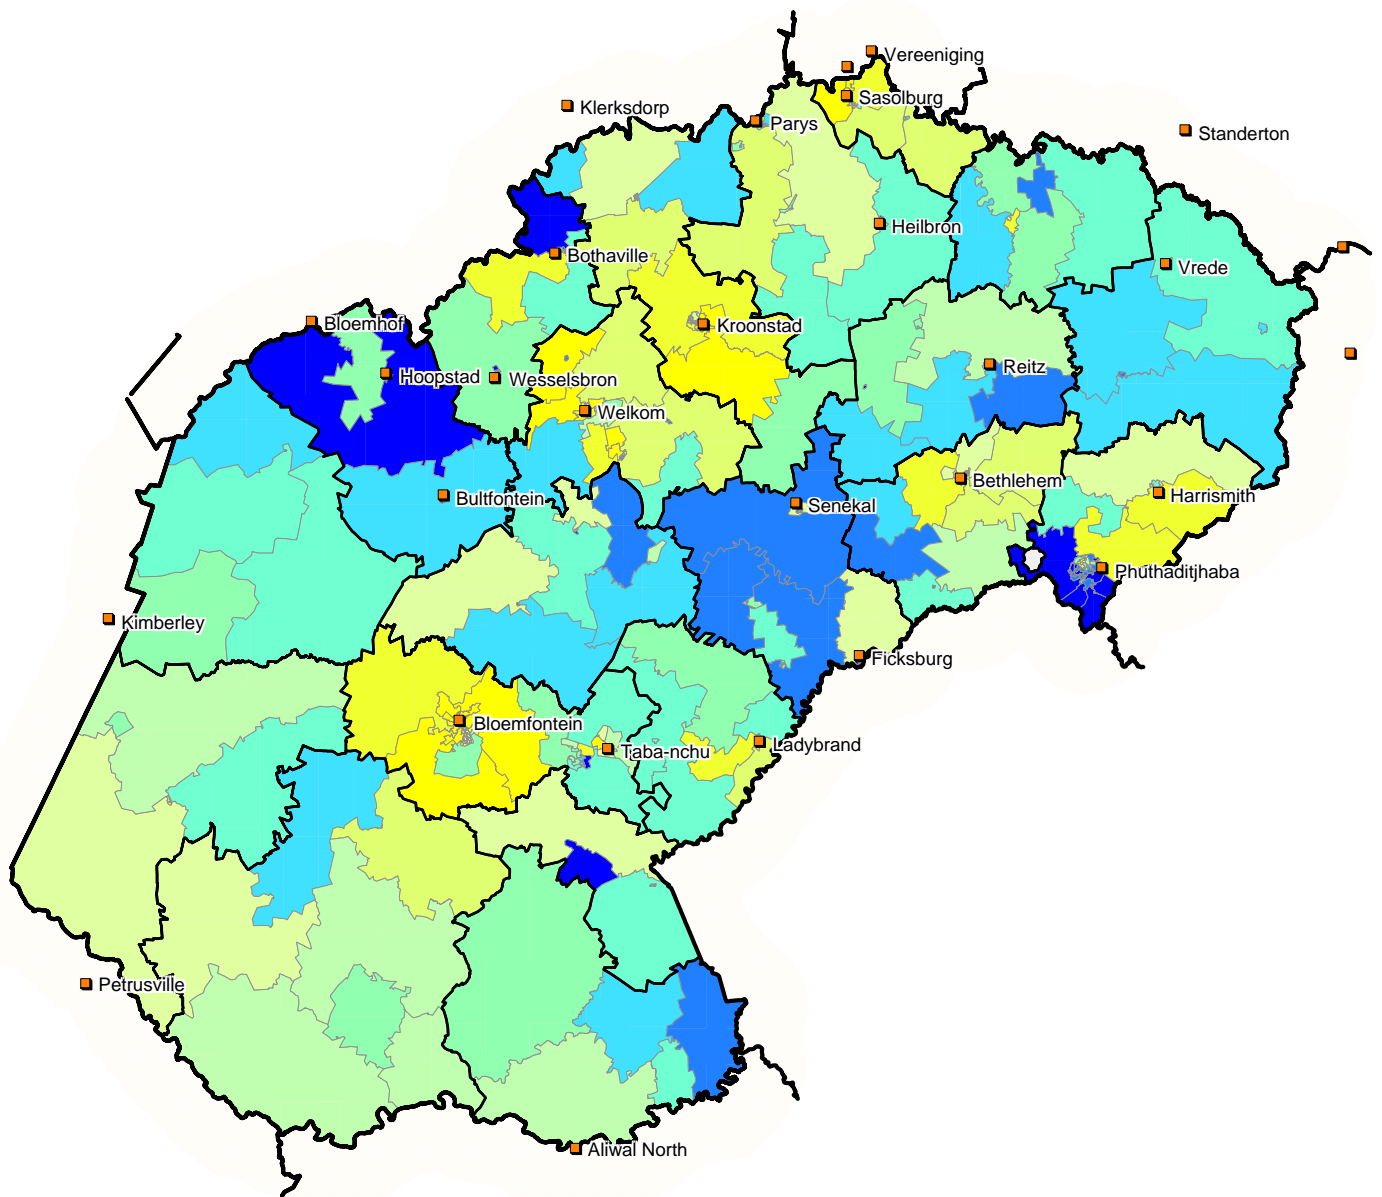 Vereeniging
Sasolburg
Klerksdorp
Parys
Standerton
Heilbron
Bothaville
Vrede
Bloemhof
Kroonstad
Hoopstad
Wesselsbron
Reitz
Welkom
Bethlehem
Bultfontein
Senekal
Harrismith
Phuthaditjhaba
Kimberley
Ficksburg
Bloemfontein
Taba-nchu
Ladybrand
Petrusville
Aliwal North